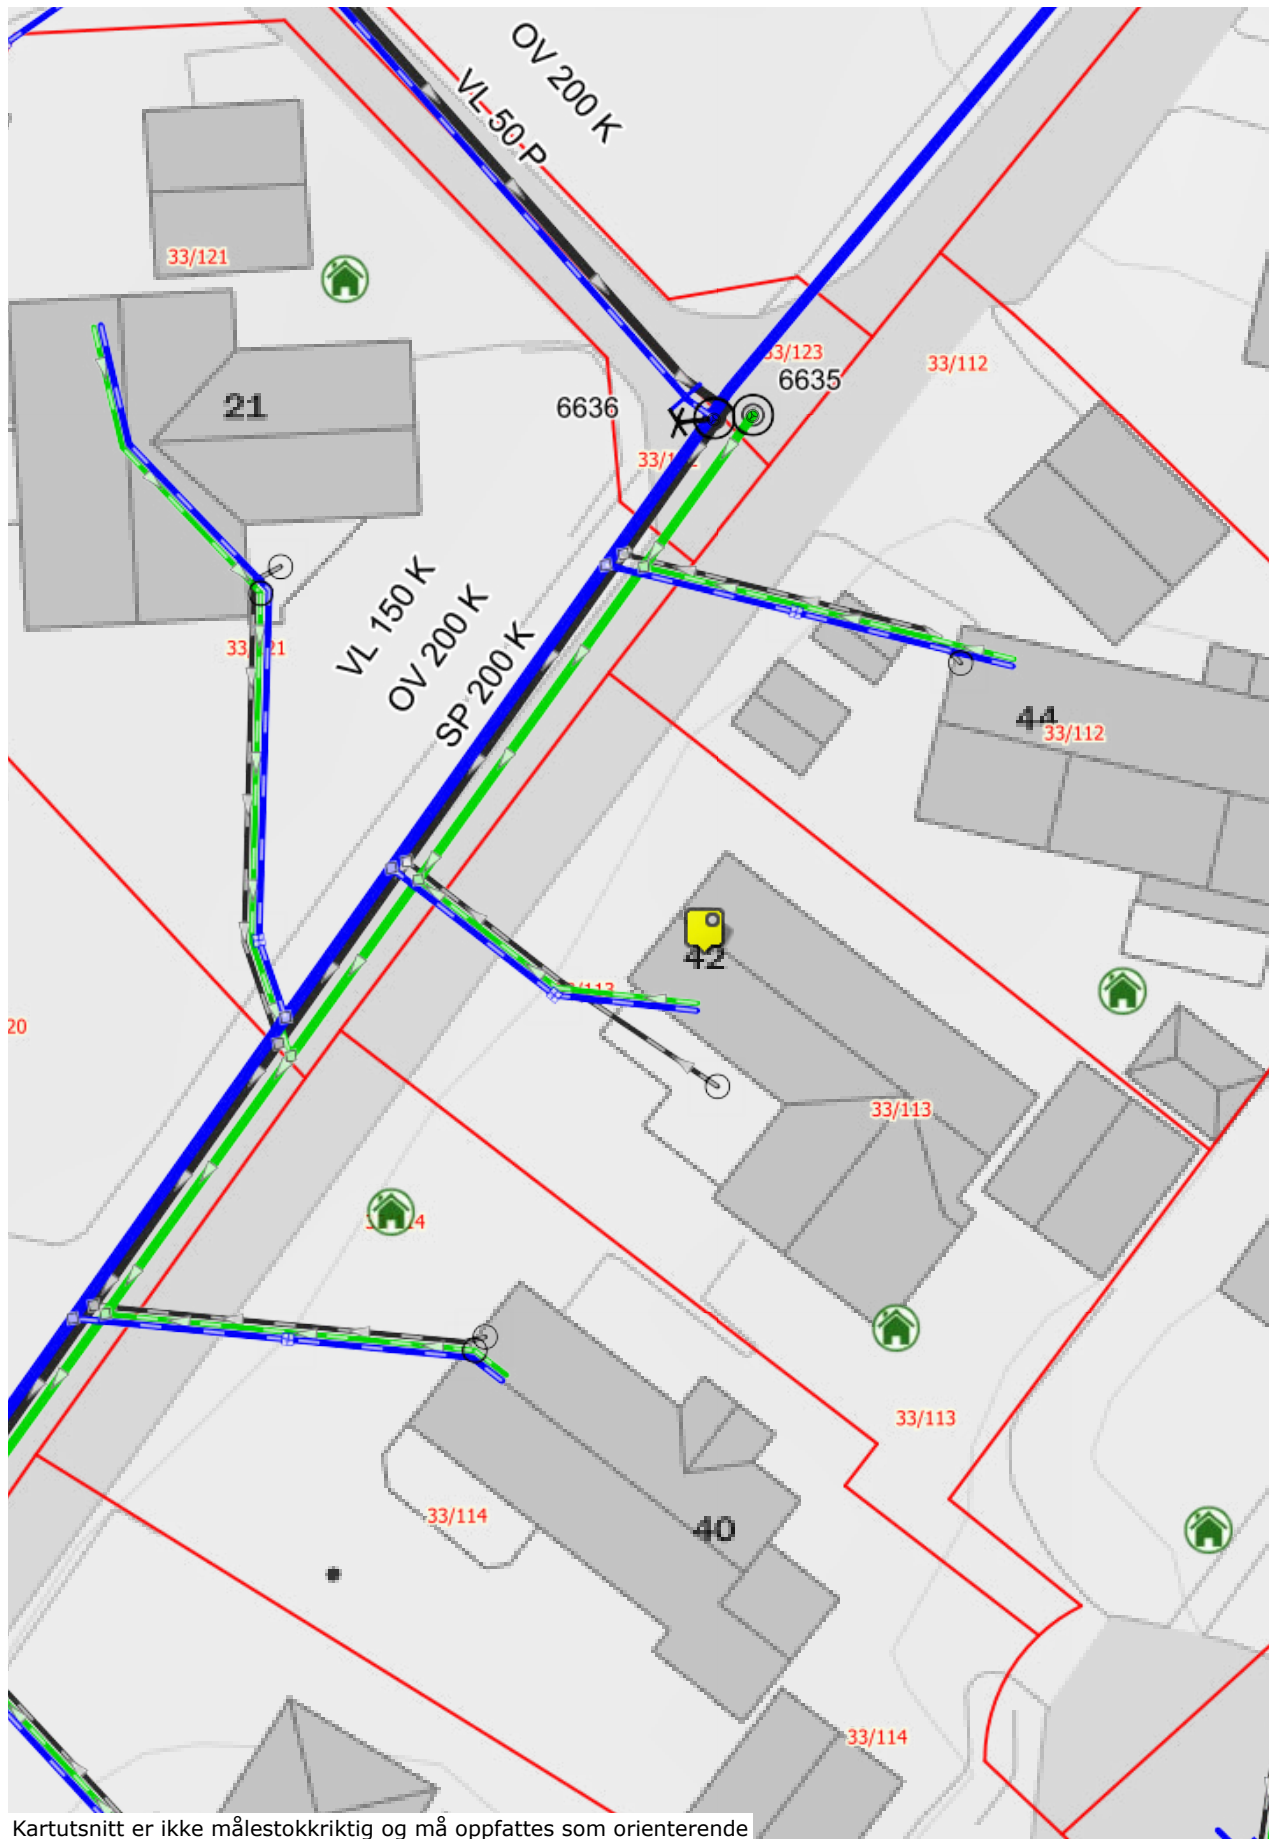 OV 200 K
VL 50 P
33/121
33/123
6635
33/112
21
6636
VL 150 K
OV 200 K
SP 200 K
44
33/112
42
20
33/113
33/113
40
33/114
33/114
Kartutsnitt er ikke målestokkriktig og må oppfattes som orienterende